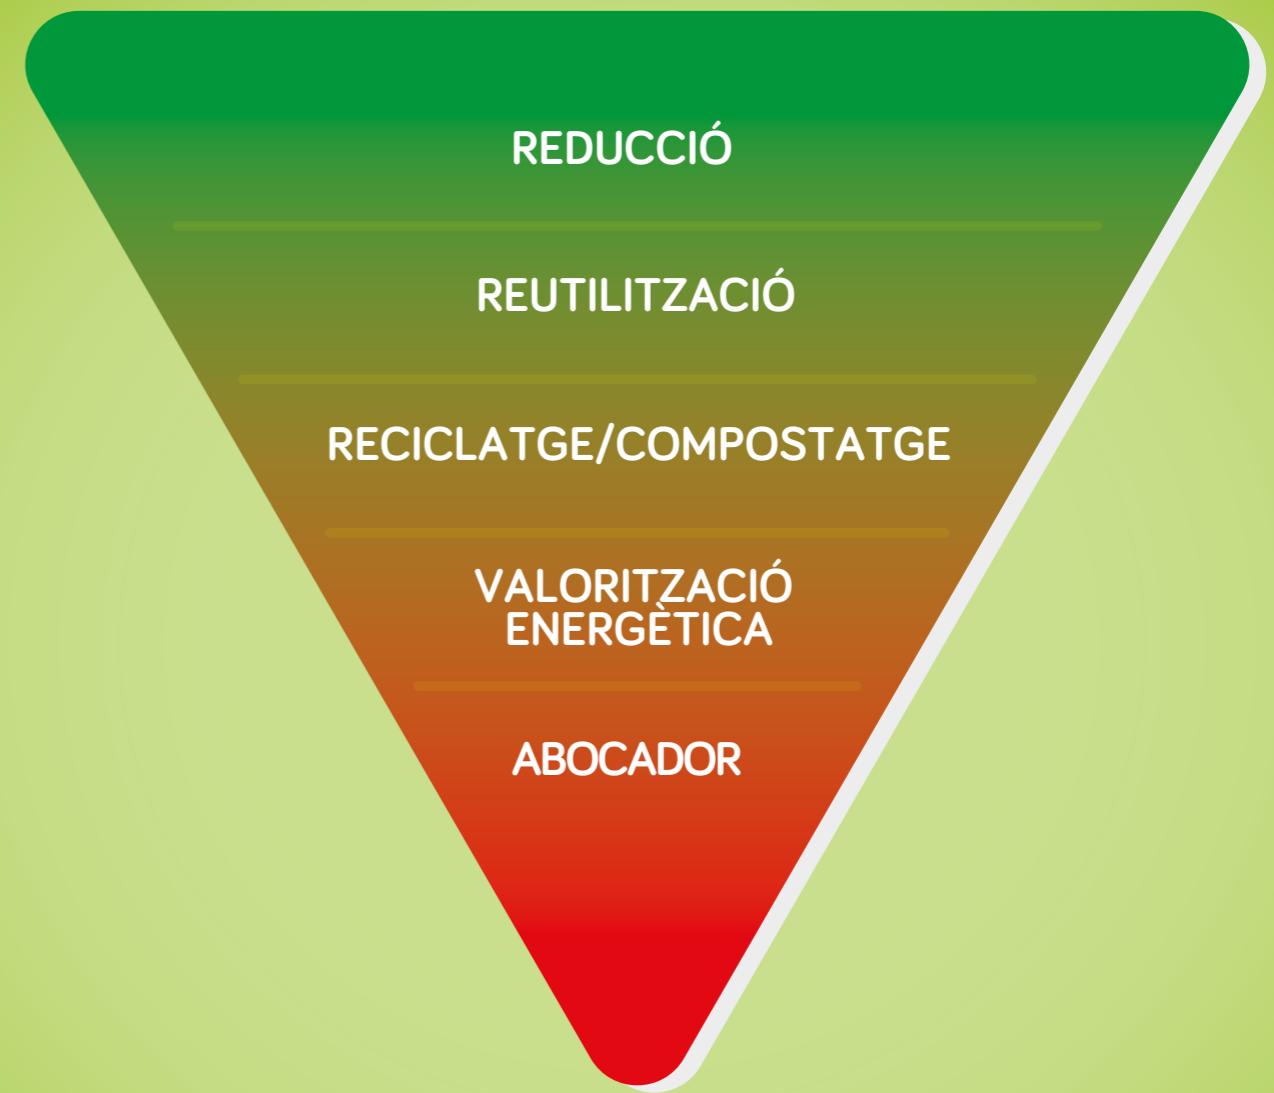 REDUCCIÓ
REUTILITZACIÓ
RECICLATGE/COMPOSTATGE
VALORITZACIÓ
ENERGÈTICA
ABOCADOR